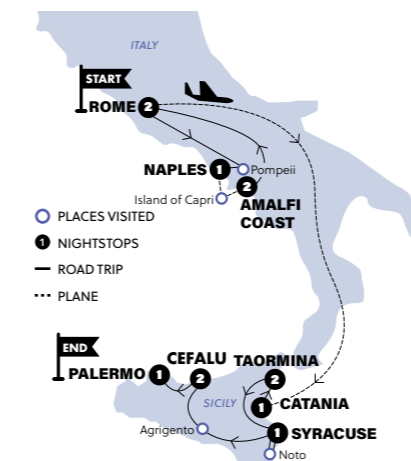 ITALY
START
ROME 2
NAPLES 1
Pompeii
Island of Capri
2
AMALFI
COAST
PLACES VISITED
1 NIGHTSTOPS
ROAD TRIP
PLANE
END
PALERMO 1
CEFALU
2
TAORMINA
2
SICILY
1 CATANIA
1 SYRACUSE
Agrigento
Noto